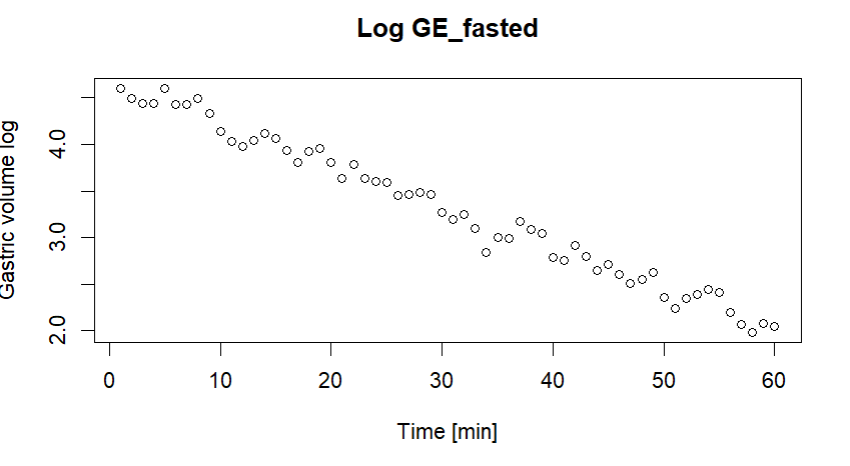 Log GE_fasted
Gastric volume log
4.0
3.0
2.0
0 10 20 30 40 50 60
Time [min]